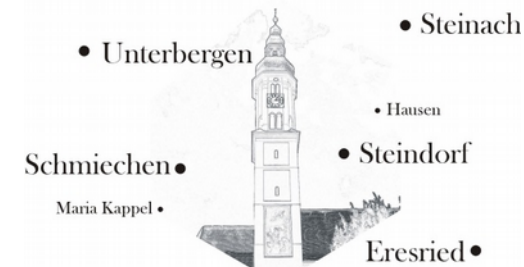 Steinach
Unterbergen
Hausen
Steindorf
Schmiechen
Maria Kappel
Eresried